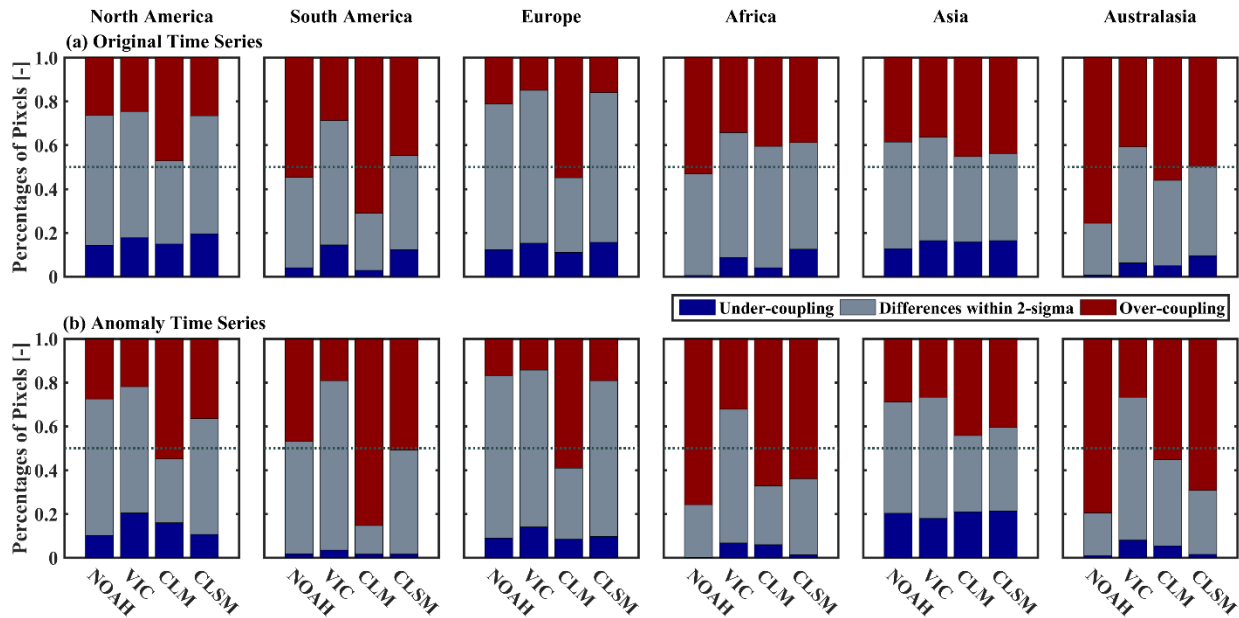 North America South America Europe Africa Asia Australasia
(a) Original Time Series
Percentages of Pixels [-]
1.0
0.8
0.6
0.4
0.2
0
Under-coupling Differences within 2-sigma Over-coupling
(b) Anomaly Time Series
Percentages of Pixels [-]
1.0
0.8
0.6
0.4
0.2
0
NOAH VIC CLM CLSM NOAH VIC CLM CLSM NOAH VIC CLM CLSM NOAH VIC CLM CLSM NOAH VIC CLM CLSM NOAH VIC CLM CLSM